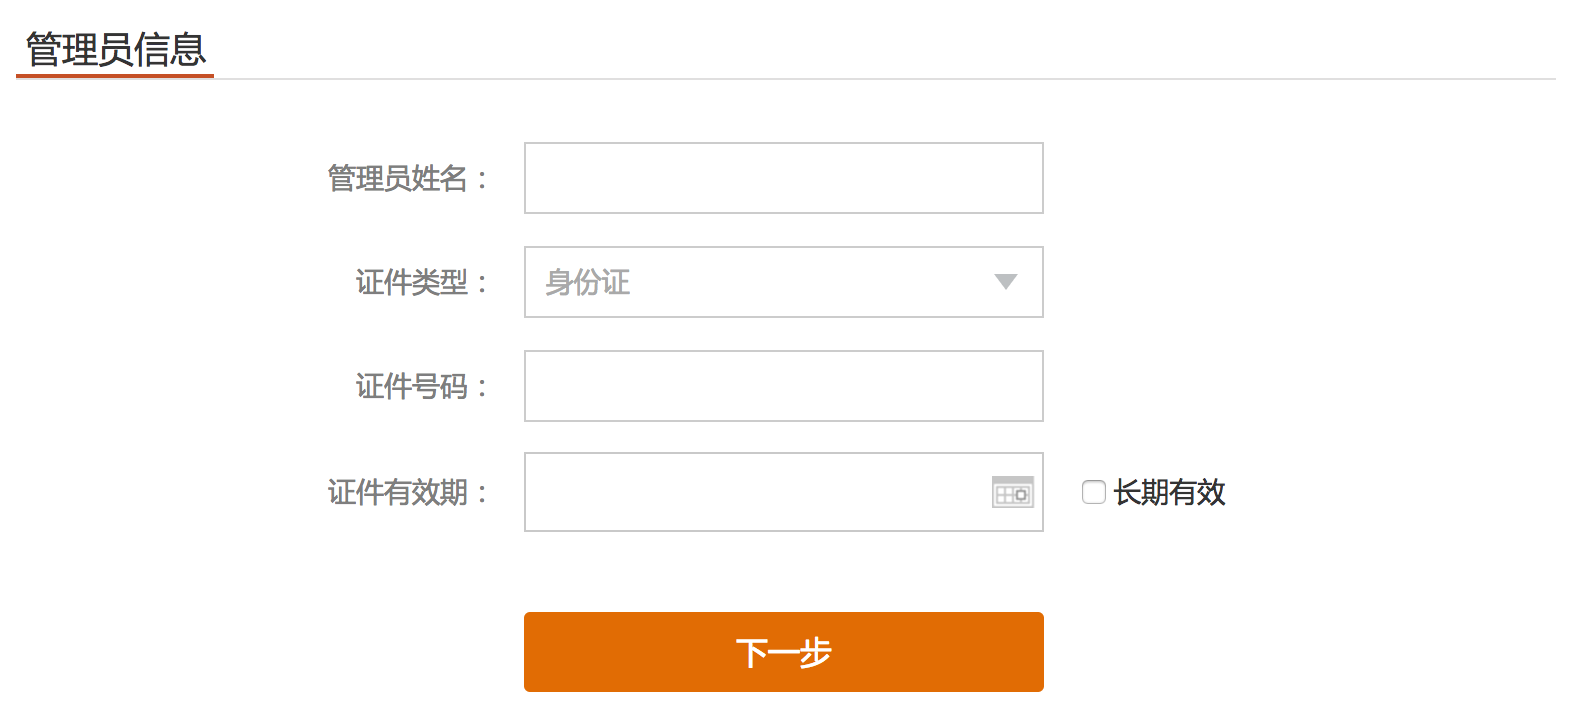 管理员信息
管理员姓名：
证件类型：
身份证
证件号码：
证件有效期：
长期有效
下一步